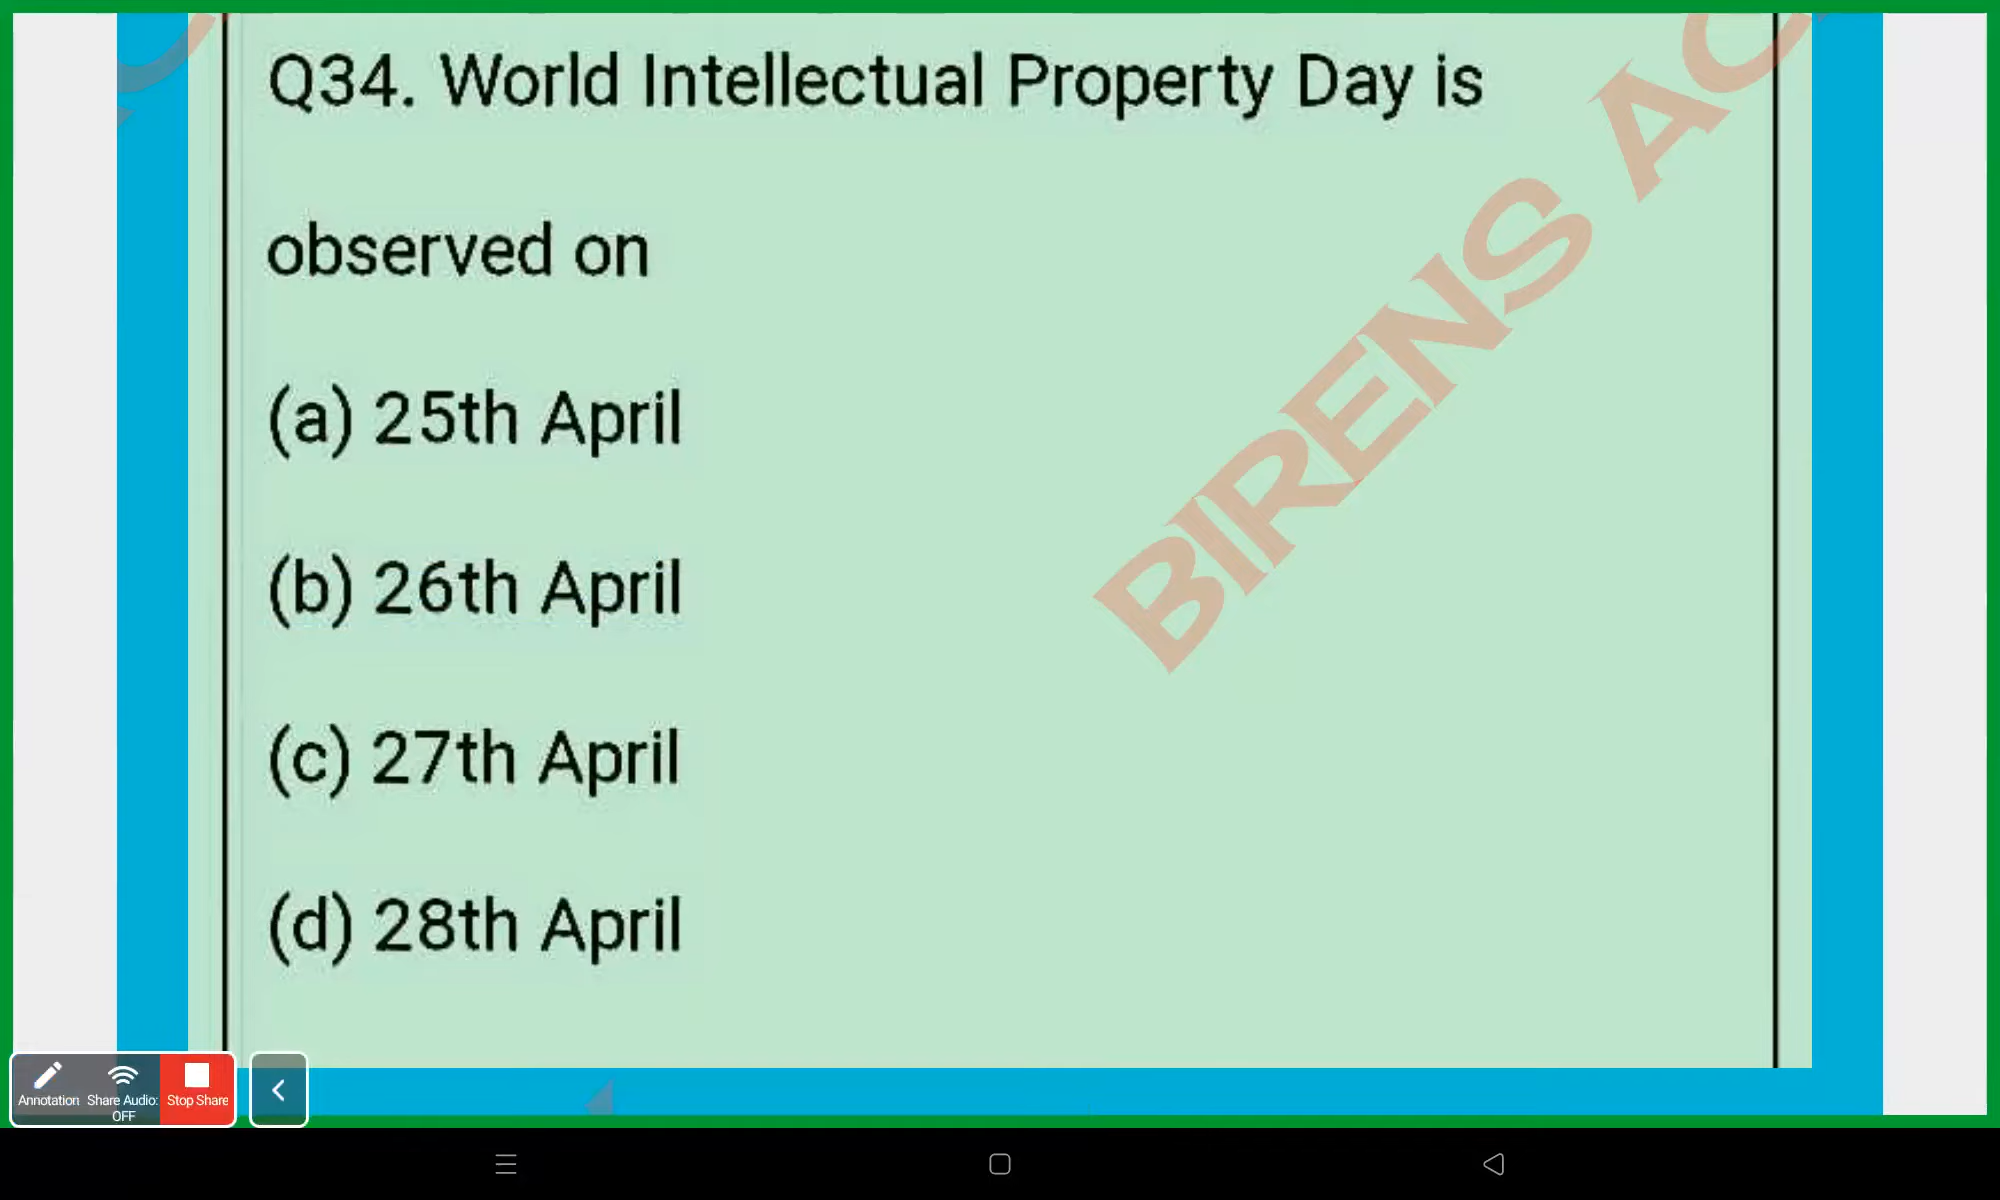 Q34. World Intellectual Property Day is
observed on
(a) 25th April
(b) 26th April
(c) 27th April
(d) 28th April
BIRENS AC
Annotation
Share Audio:
OFF
Stop Share